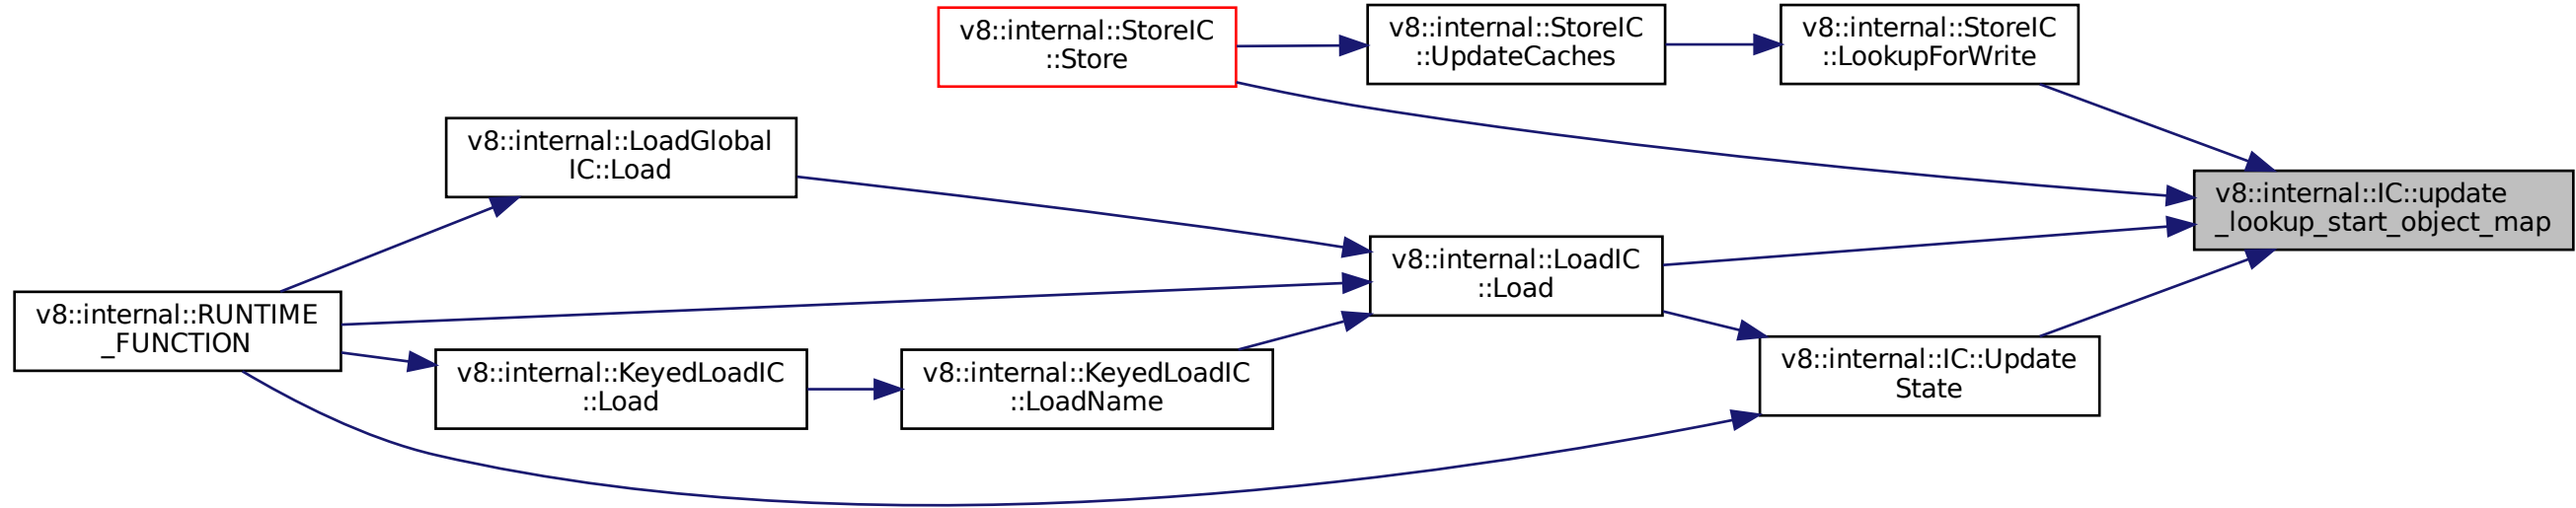 v8::internal::StoreIC
::Store
v8::internal::StoreIC
::UpdateCaches
v8::internal::StoreIC
::LookupForWrite
v8::internal::LoadGlobal
IC::Load
v8::internal::IC::update
_lookup_start_object_map
v8::internal::LoadIC
::Load
v8::internal::RUNTIME
_FUNCTION
v8::internal::KeyedLoadIC
::Load
v8::internal::KeyedLoadIC
::LoadName
v8::internal::IC::Update
State